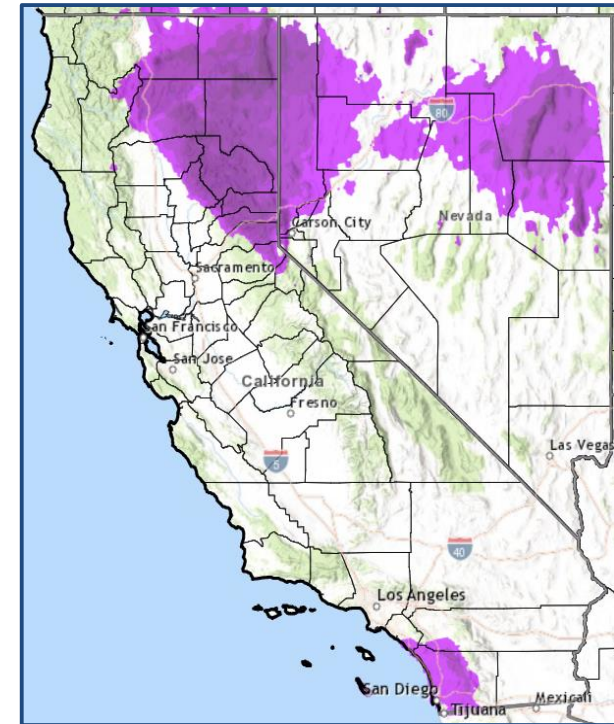 80
Carson City
Nevada
Sacramento
San Francisco
San Jose
California
Fresno
5
Las Vegas
40
Los Angeles
San Diego
Tijuana
Mexicali